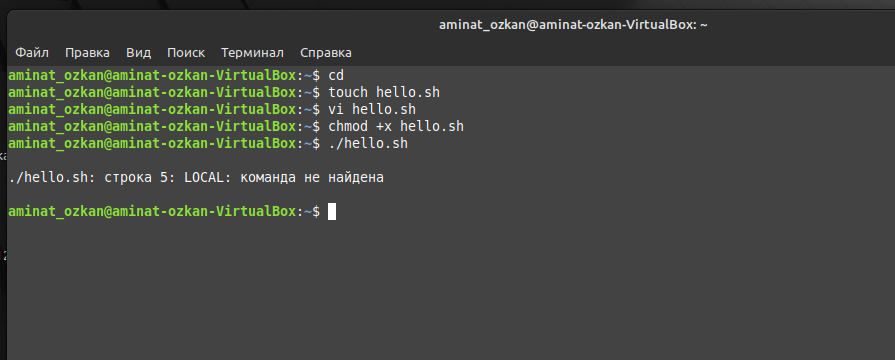 aminat_ozkan@aminat-ozkan-VirtualBox: ~
Файл Правка Вид Поиск Терминал Справка
aminat_ozkan@aminat-ozkan-VirtualBox:~$ cd
aminat_ozkan@aminat-ozkan-VirtualBox:~$ touch hello.sh
aminat_ozkan@aminat-ozkan-VirtualBox:~$ vi hello.sh
aminat_ozkan@aminat-ozkan-VirtualBox:~$ chmod +x hello.sh
aminat_ozkan@aminat-ozkan-VirtualBox:~$ ./hello.sh
./hello.sh: строка 5: LOCAL: команда не найдена
aminat_ozkan@aminat-ozkan-VirtualBox:~$